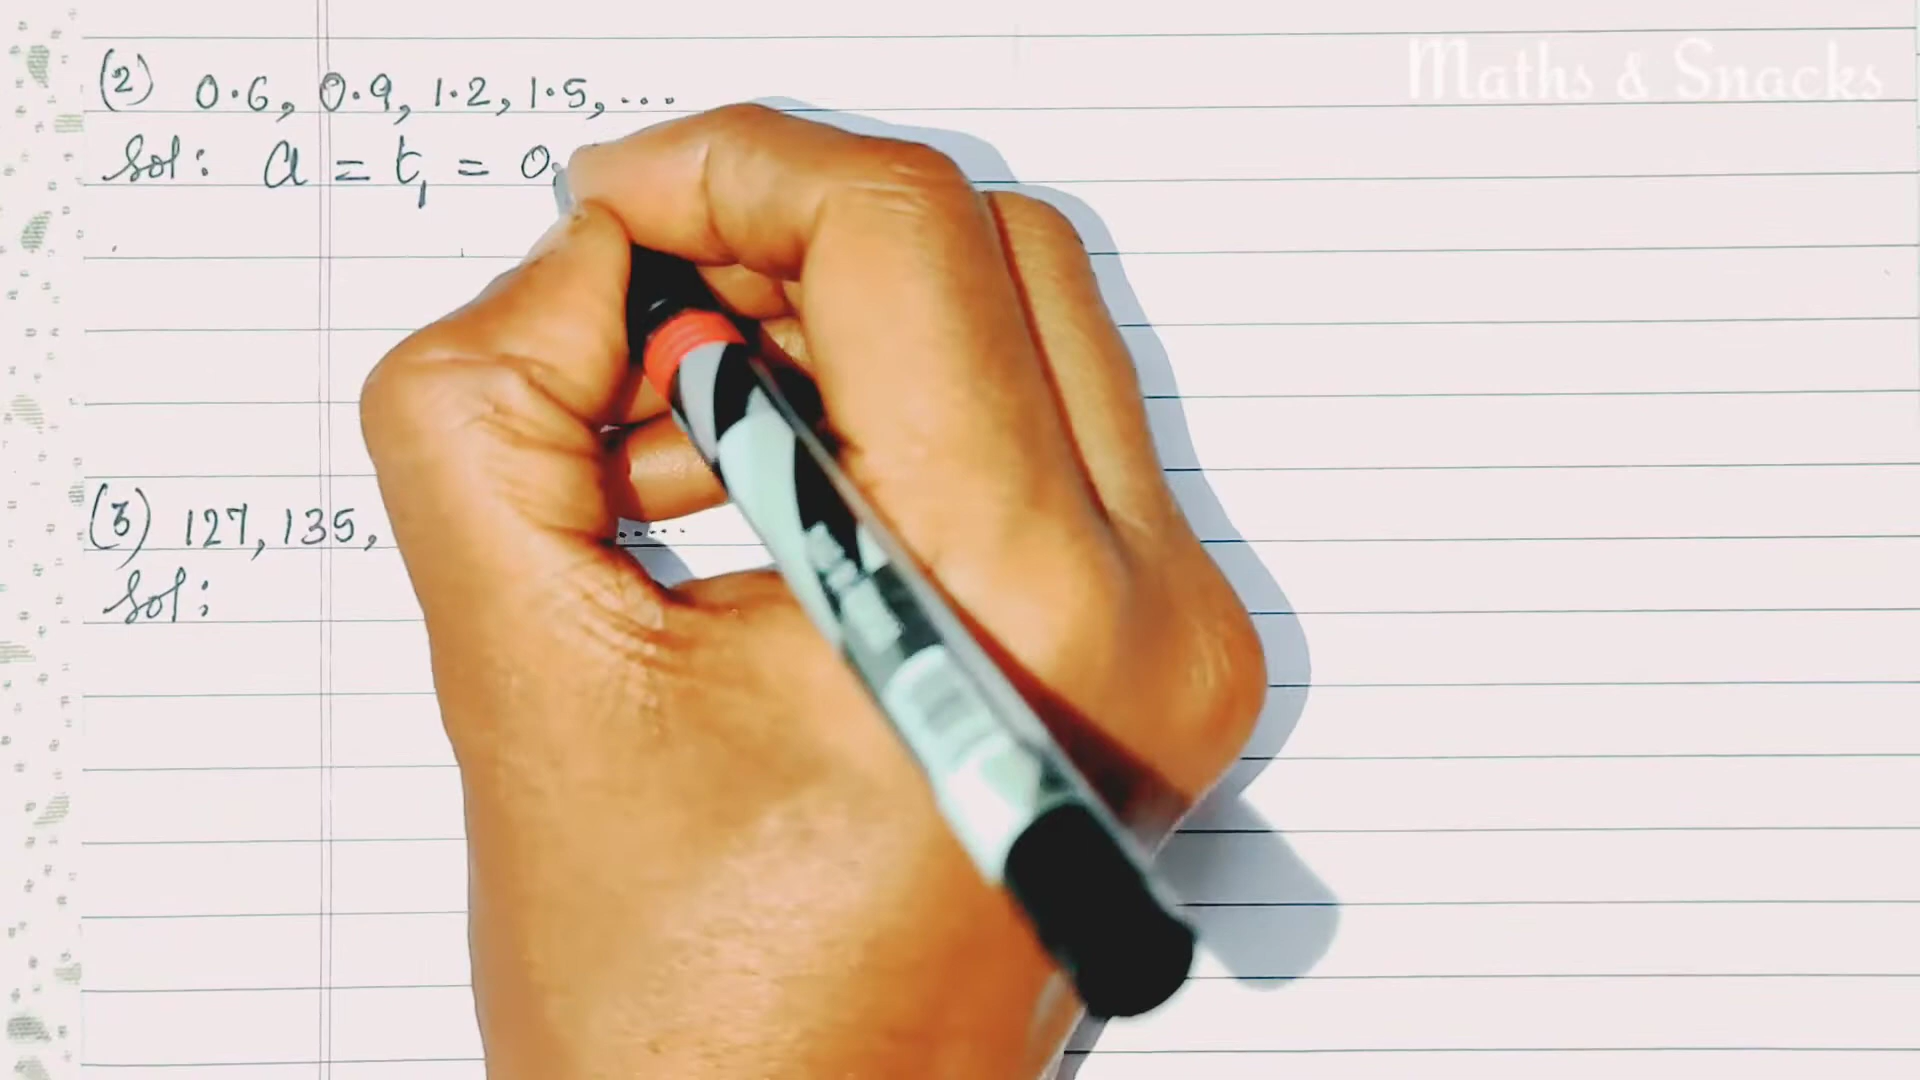 Maths & Snacks
(2) 0.6, 0.9, 1.2, 1.5, ...
Sol: a = t₁ = 0.
(3) 127, 135, .....
Sol: